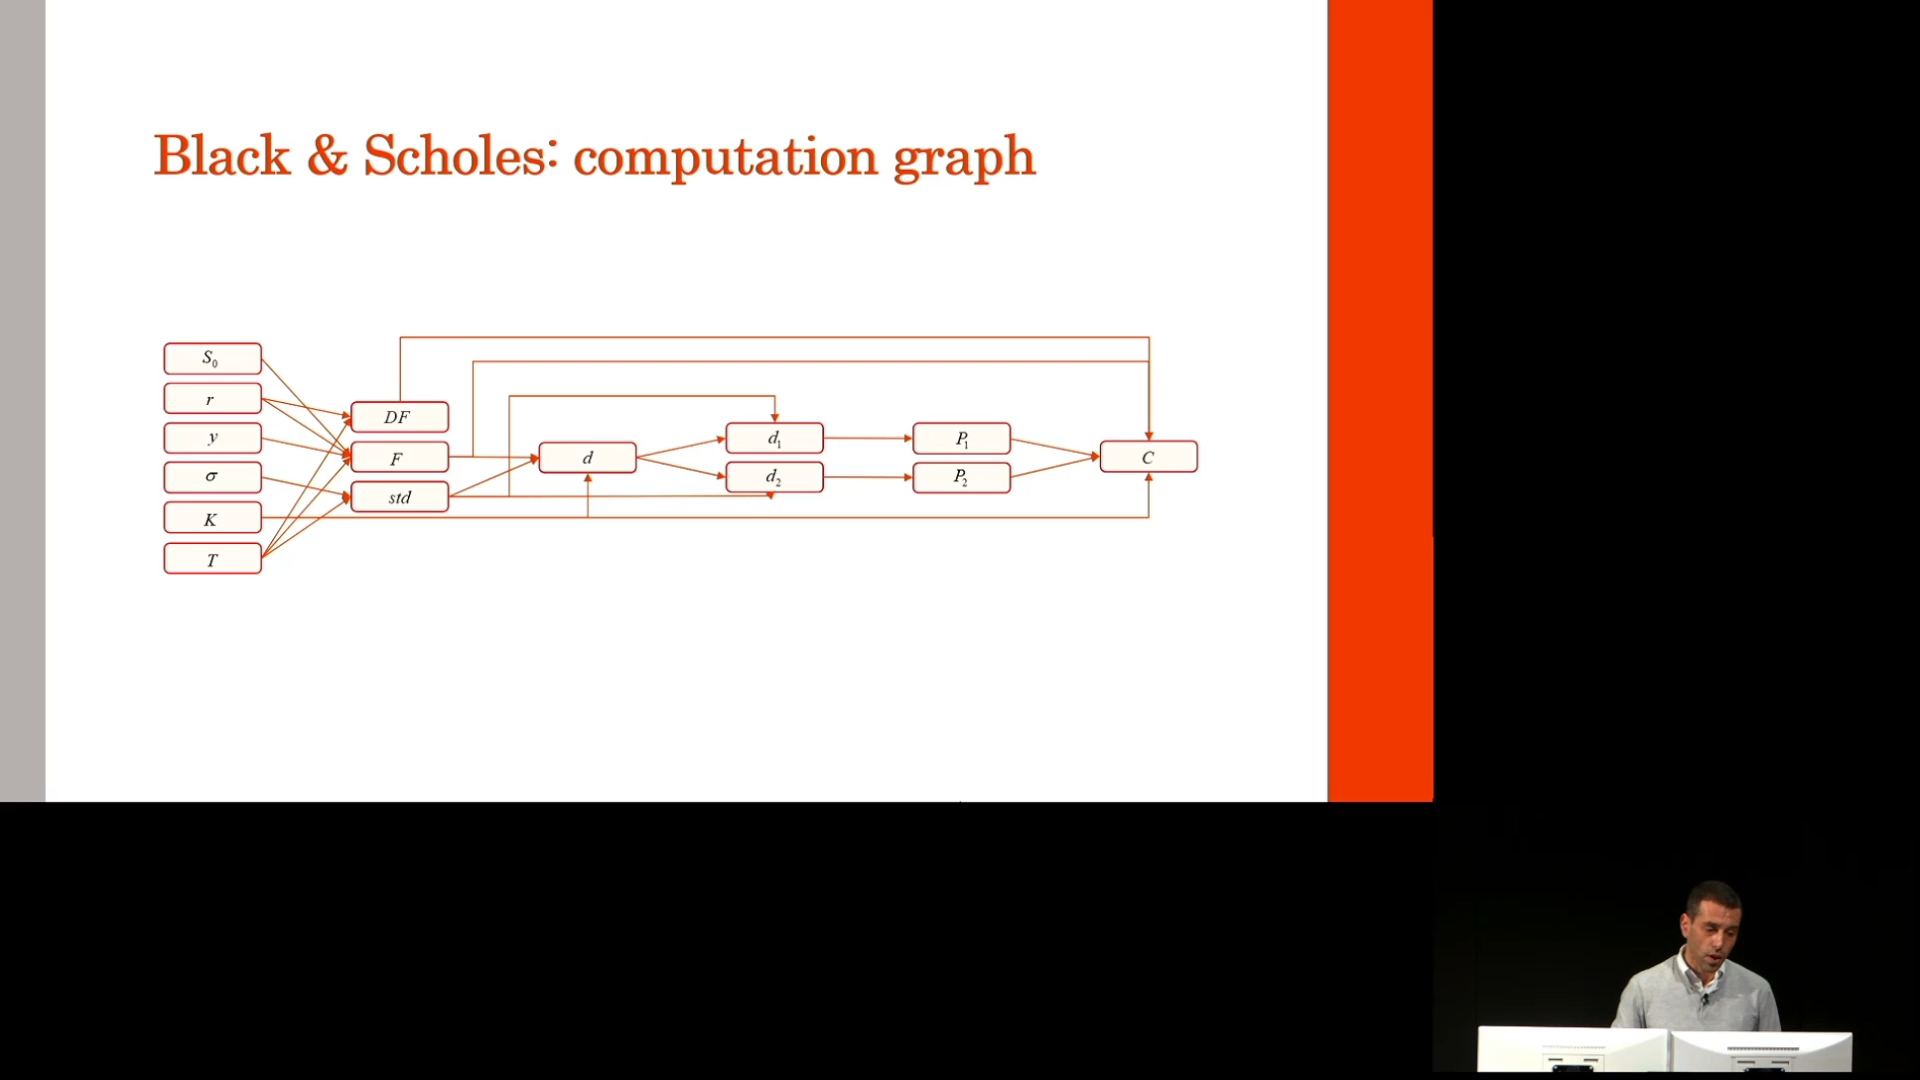 Black & Scholes: computation graph
S₀
r
y
σ
K
T
DF
F
std
d
d₁
d₂
P₁
P₂
C